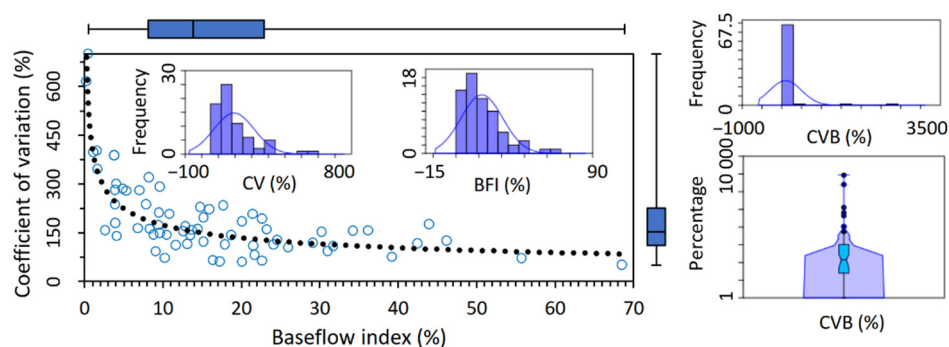 Coefficient of variation (%)
600
450
300
150
0
0 10 20 30 40 50 60 70
Baseflow index (%)
Frequency
30
0
−100 800
CV (%)
18
0
−15 90
BFI (%)
Frequency
67.5
0
−1000 3500
CVB (%)
Percentage
10 000
1
CVB (%)